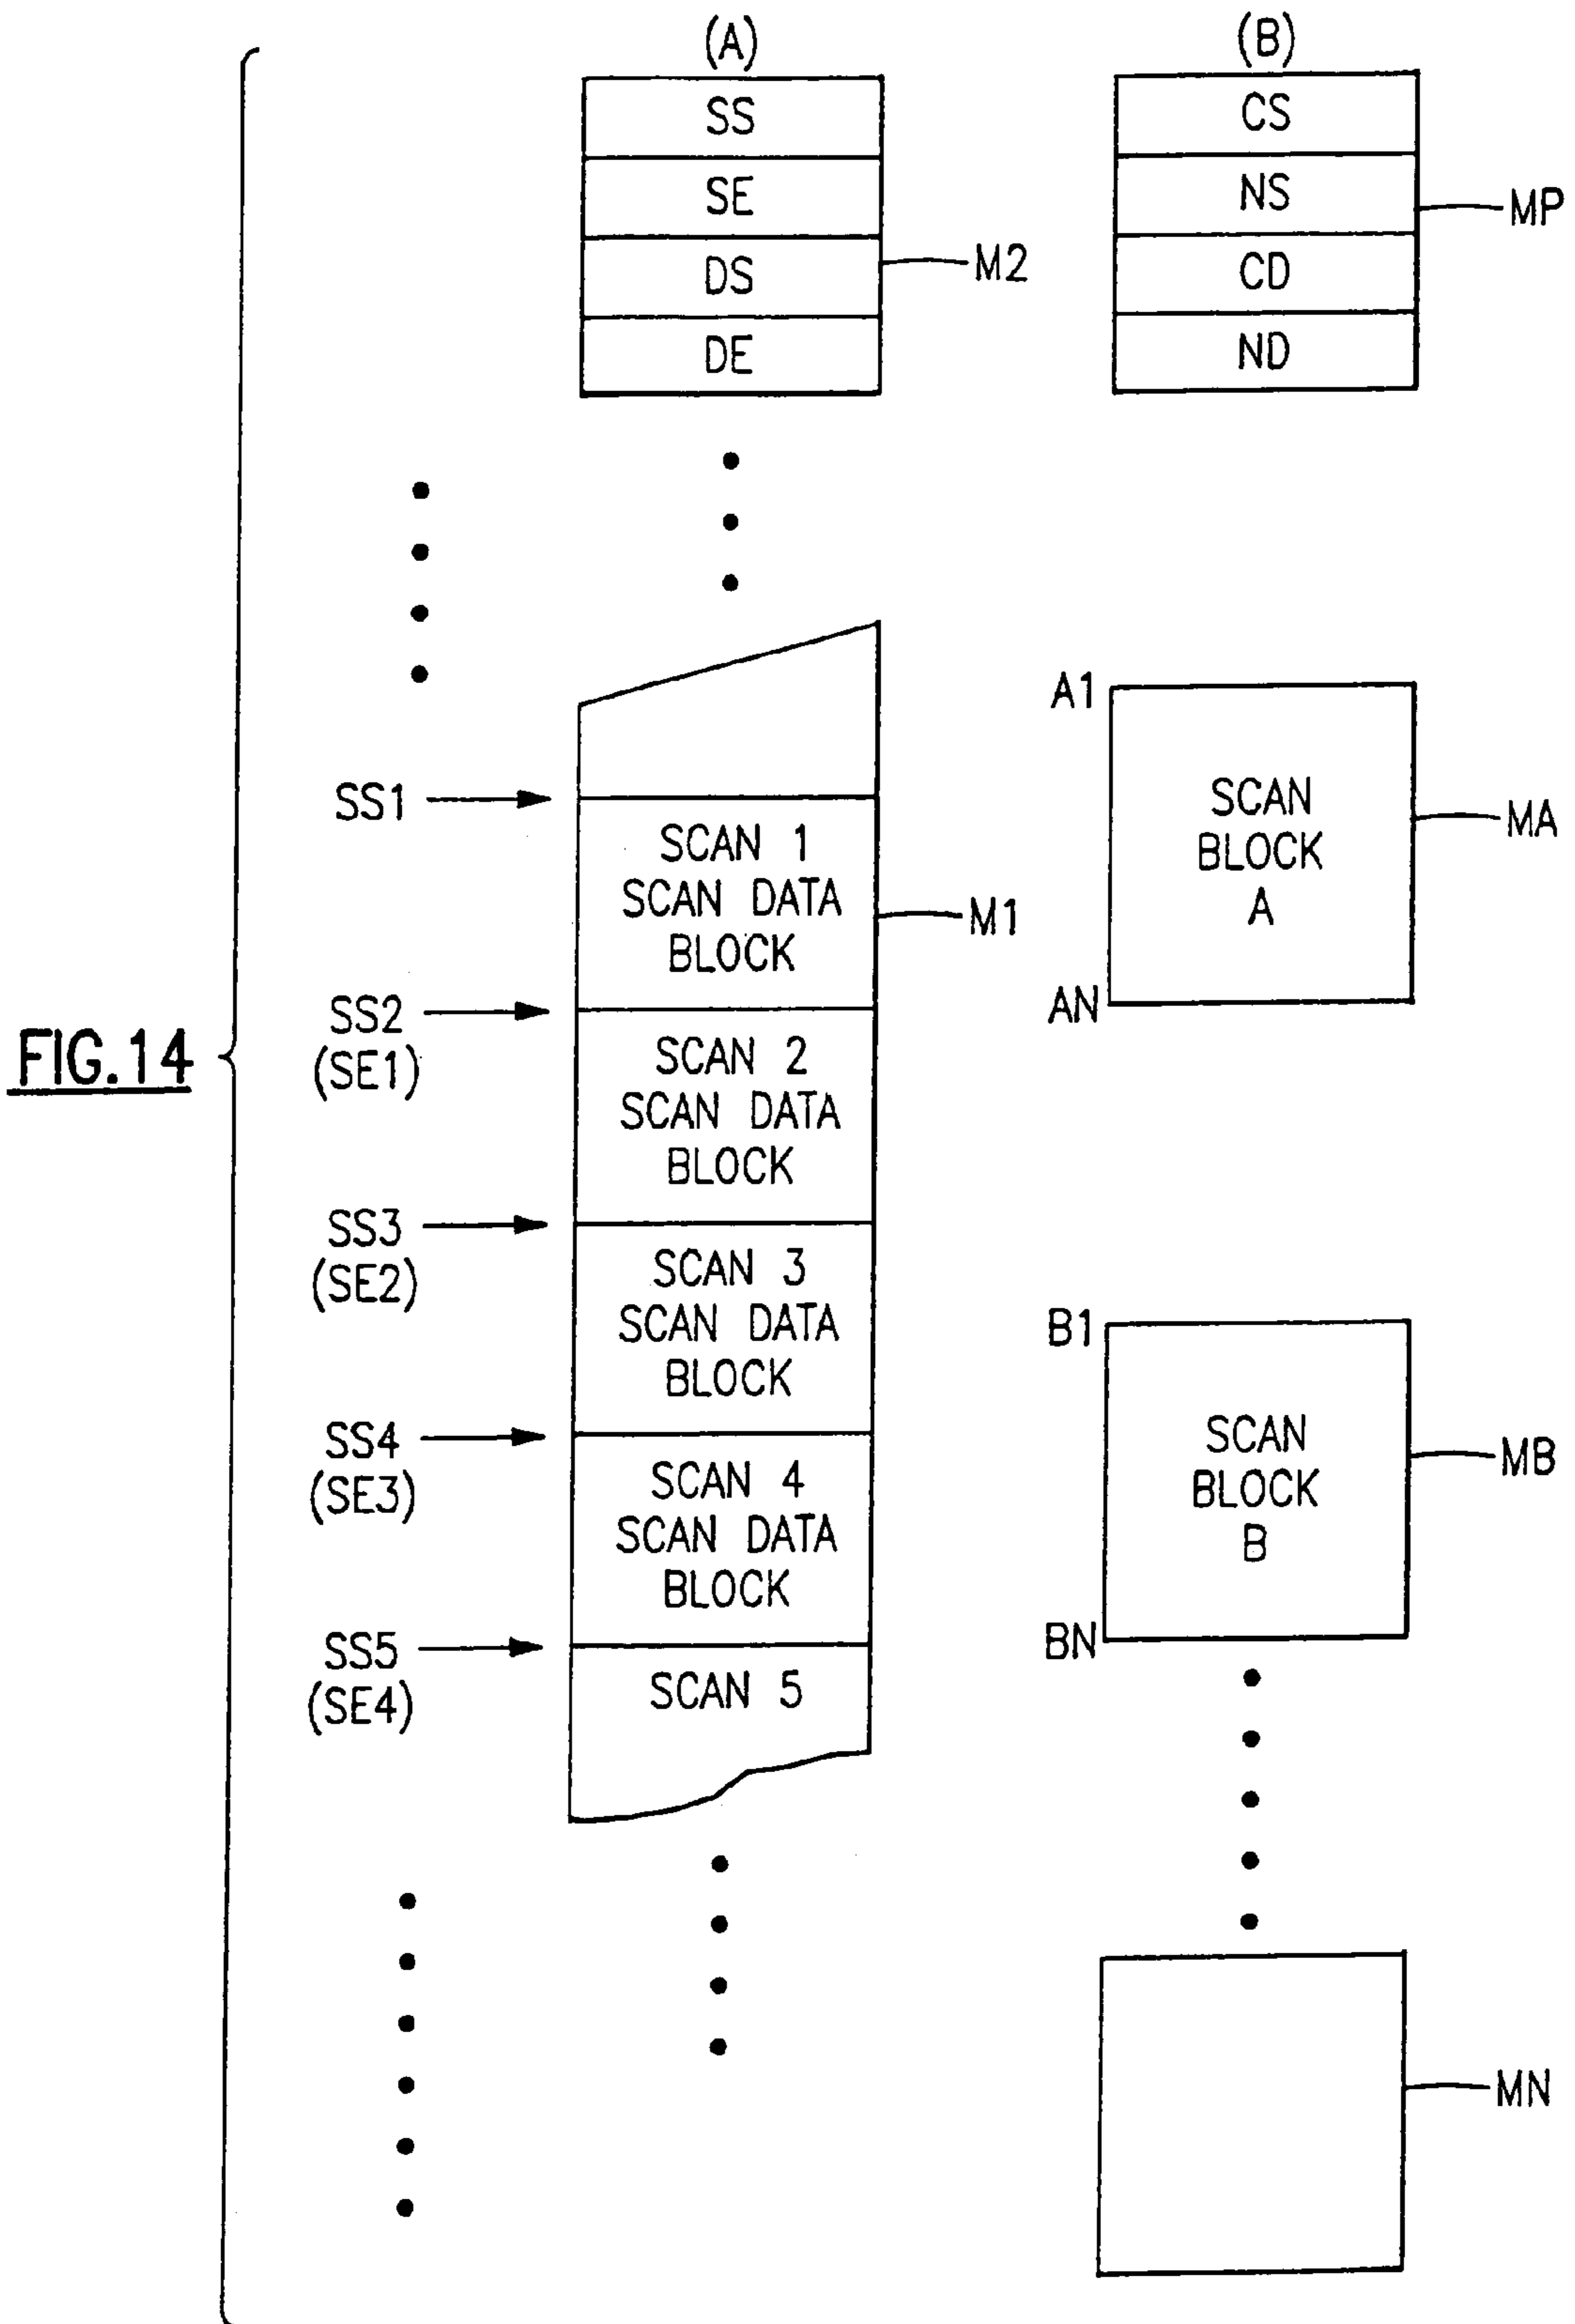 (A)
SS
SE
DS
DE
M2
(B)
CS
NS
CD
ND
MP
FIG.14
SS1
SS2
(SE1)
SS3
(SE2)
SS4
(SE3)
SS5
(SE4)
SCAN 1
SCAN DATA
BLOCK
M1
SCAN 2
SCAN DATA
BLOCK
SCAN 3
SCAN DATA
BLOCK
SCAN 4
SCAN DATA
BLOCK
SCAN 5
A1
SCAN
BLOCK
A
AN
MA
B1
SCAN
BLOCK
B
BN
MB
MN